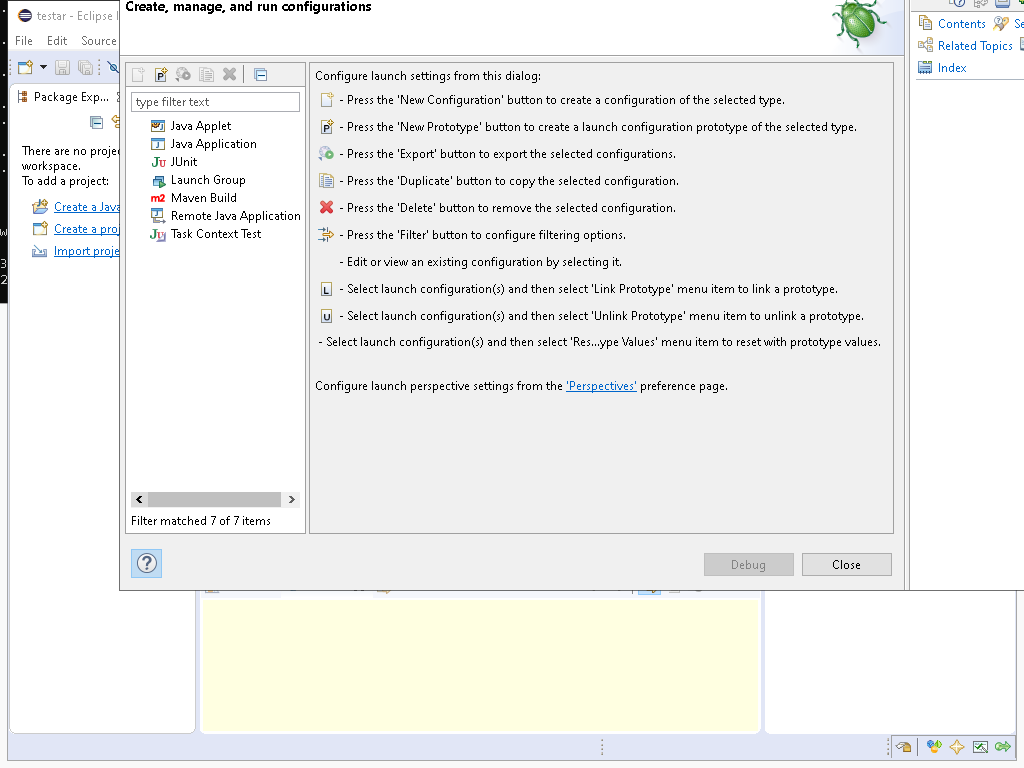 testar - Eclipse I
File Edit Source
Package Exp...
There are no proje
workspace.
To add a project:
Create a Java
Create a proj
Import proje
Create, manage, and run configurations
type filter text
Java Applet
Java Application
JUnit
Launch Group
Maven Build
Remote Java Application
Task Context Test
Filter matched 7 of 7 items
Configure launch settings from this dialog:
- Press the 'New Configuration' button to create a configuration of the selected type.
- Press the 'New Prototype' button to create a launch configuration prototype of the selected type.
- Press the 'Export' button to export the selected configurations.
- Press the 'Duplicate' button to copy the selected configuration.
- Press the 'Delete' button to remove the selected configuration.
- Press the 'Filter' button to configure filtering options.
- Edit or view an existing configuration by selecting it.
- Select launch configuration(s) and then select 'Link Prototype' menu item to link a prototype.
- Select launch configuration(s) and then select 'Unlink Prototype' menu item to unlink a prototype.
- Select launch configuration(s) and then select 'Res...ype Values' menu item to reset with prototype values.
Configure launch perspective settings from the 'Perspectives' preference page.
Debug Close
Contents Se
Related Topics
Index